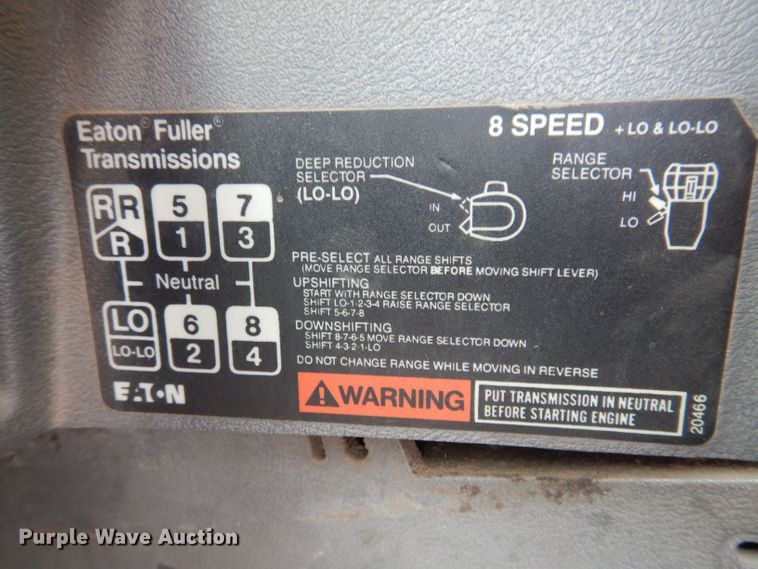 Eaton® Fuller®
Transmissions
8 SPEED + LO & LO-LO
R R
R
5
1
7
3
Neutral
LO
LO-LO
6
2
8
4
EATON
DEEP REDUCTION
SELECTOR
(LO-LO)
IN
OUT
RANGE
SELECTOR
HI
LO
PRE-SELECT ALL RANGE SHIFTS
(MOVE RANGE SELECTOR BEFORE MOVING SHIFT LEVER)
UPSHIFTING
START WITH RANGE SELECTOR DOWN
SHIFT LO-1-2-3-4 RAISE RANGE SELECTOR
SHIFT 5-6-7-8
DOWNSHIFTING
SHIFT 8-7-6-5 MOVE RANGE SELECTOR DOWN
SHIFT 4-3-2-1-LO
DO NOT CHANGE RANGE WHILE MOVING IN REVERSE
WARNING
PUT TRANSMISSION IN NEUTRAL
BEFORE STARTING ENGINE
20466
Purple Wave Auction